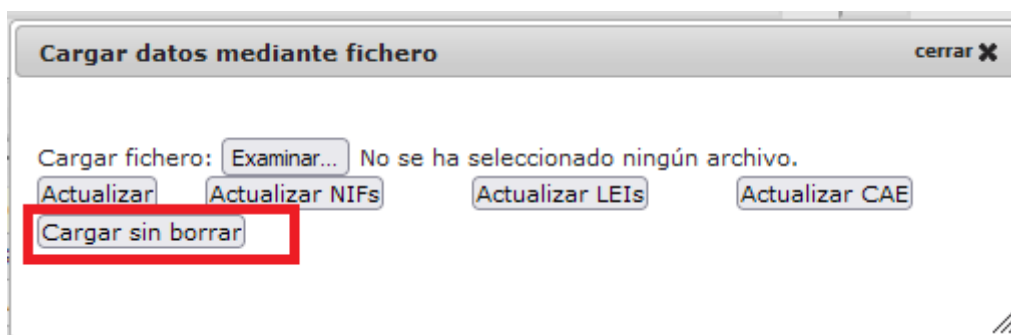 Cargar datos mediante fichero cerrar
Cargar fichero: Examinar... No se ha seleccionado ningún archivo.
Actualizar Actualizar NIFs Actualizar LEIs Actualizar CAE
Cargar sin borrar